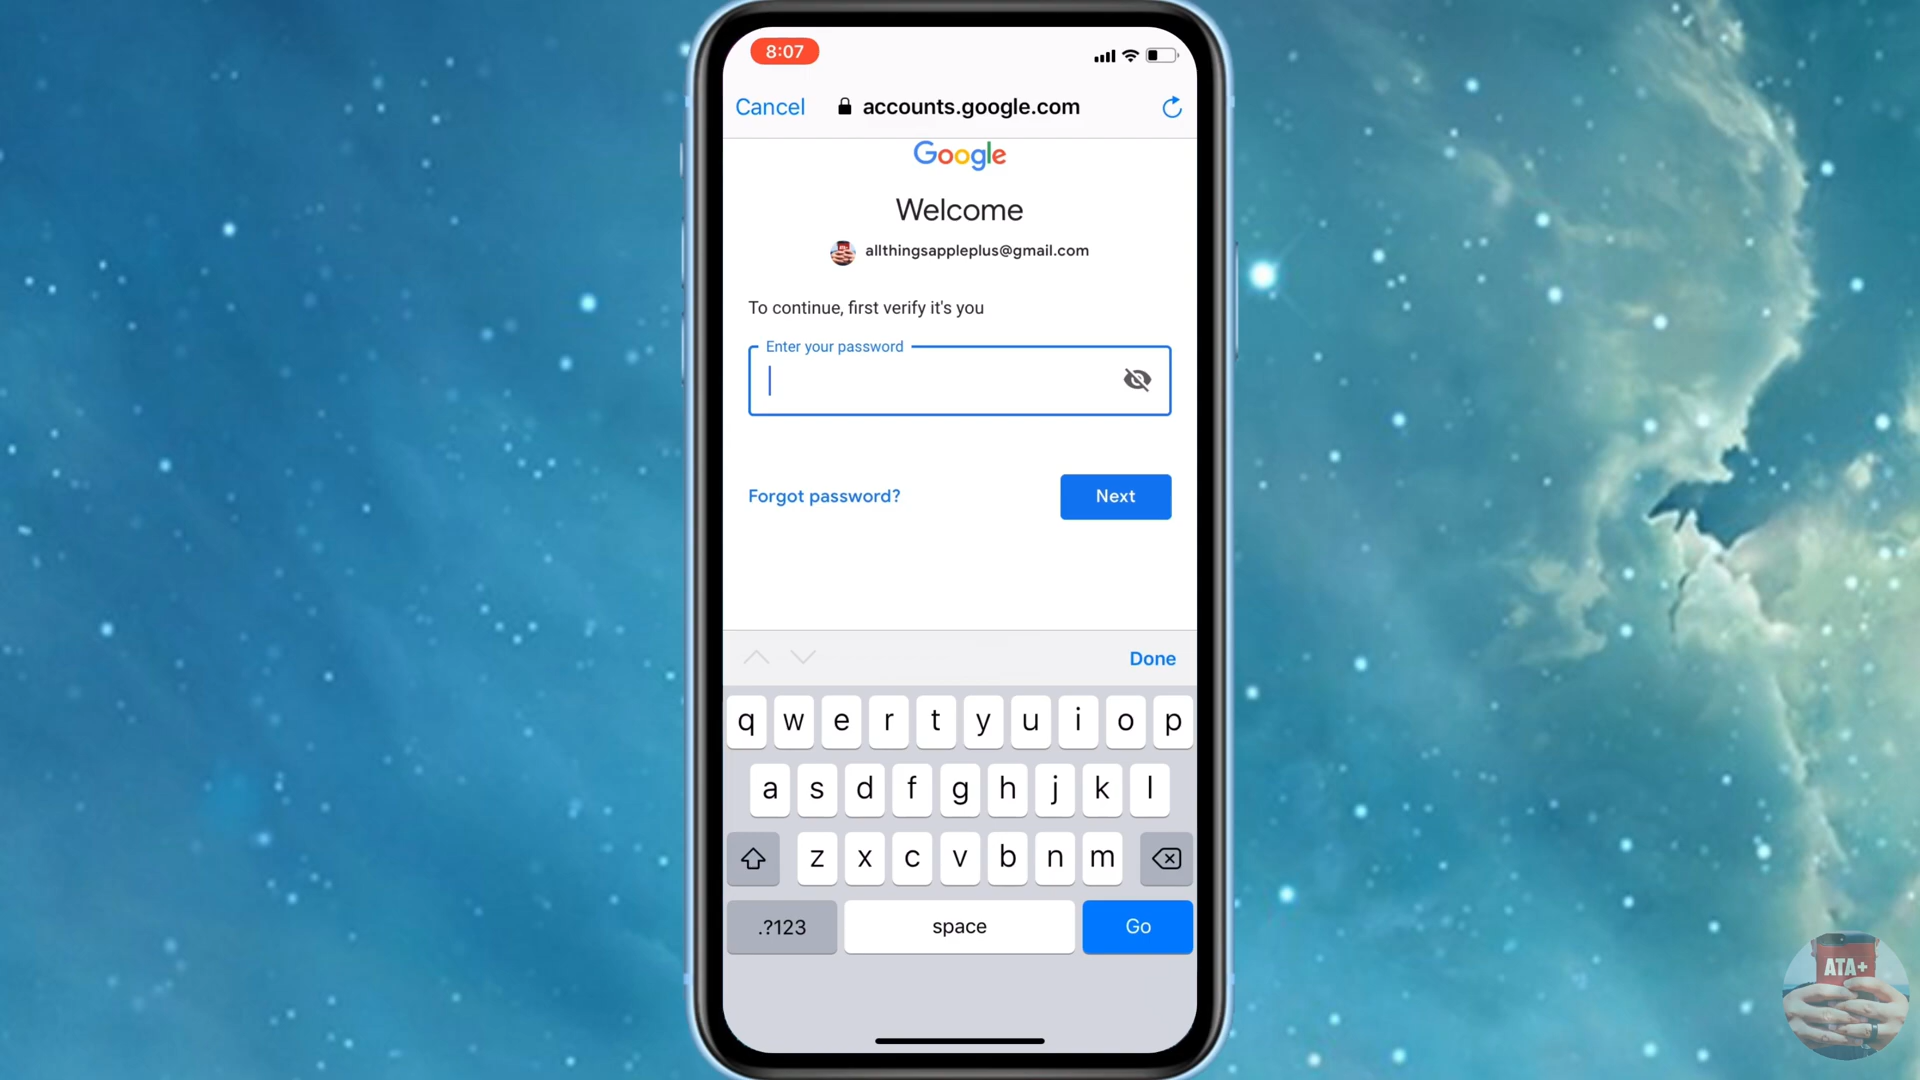 8:07
Cancel accounts.google.com
Google
Welcome
allthingsappleplus@gmail.com
To continue, first verify it's you
Enter your password
Forgot password? Next
Done
q w e r t y u i o p
a s d f g h j k l
z x c v b n m
.?123 space Go
ATA+